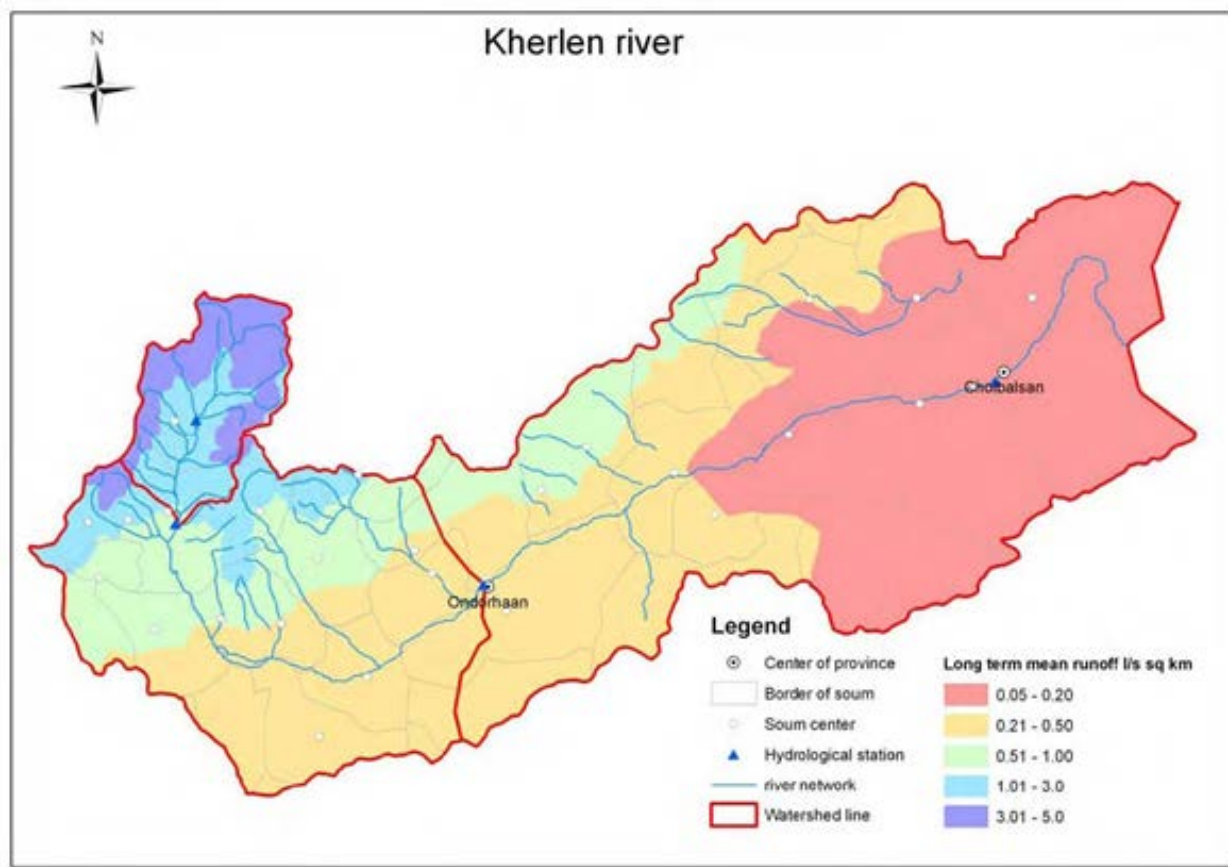 Kherlen river
N
Choibalsan
Ondorhaan
Legend
Center of province
Border of soum
Soum center
Hydrological station
river network
Watershed line
Long term mean runoff l/s sq km
0.05 - 0.20
0.21 - 0.50
0.51 - 1.00
1.01 - 3.0
3.01 - 5.0